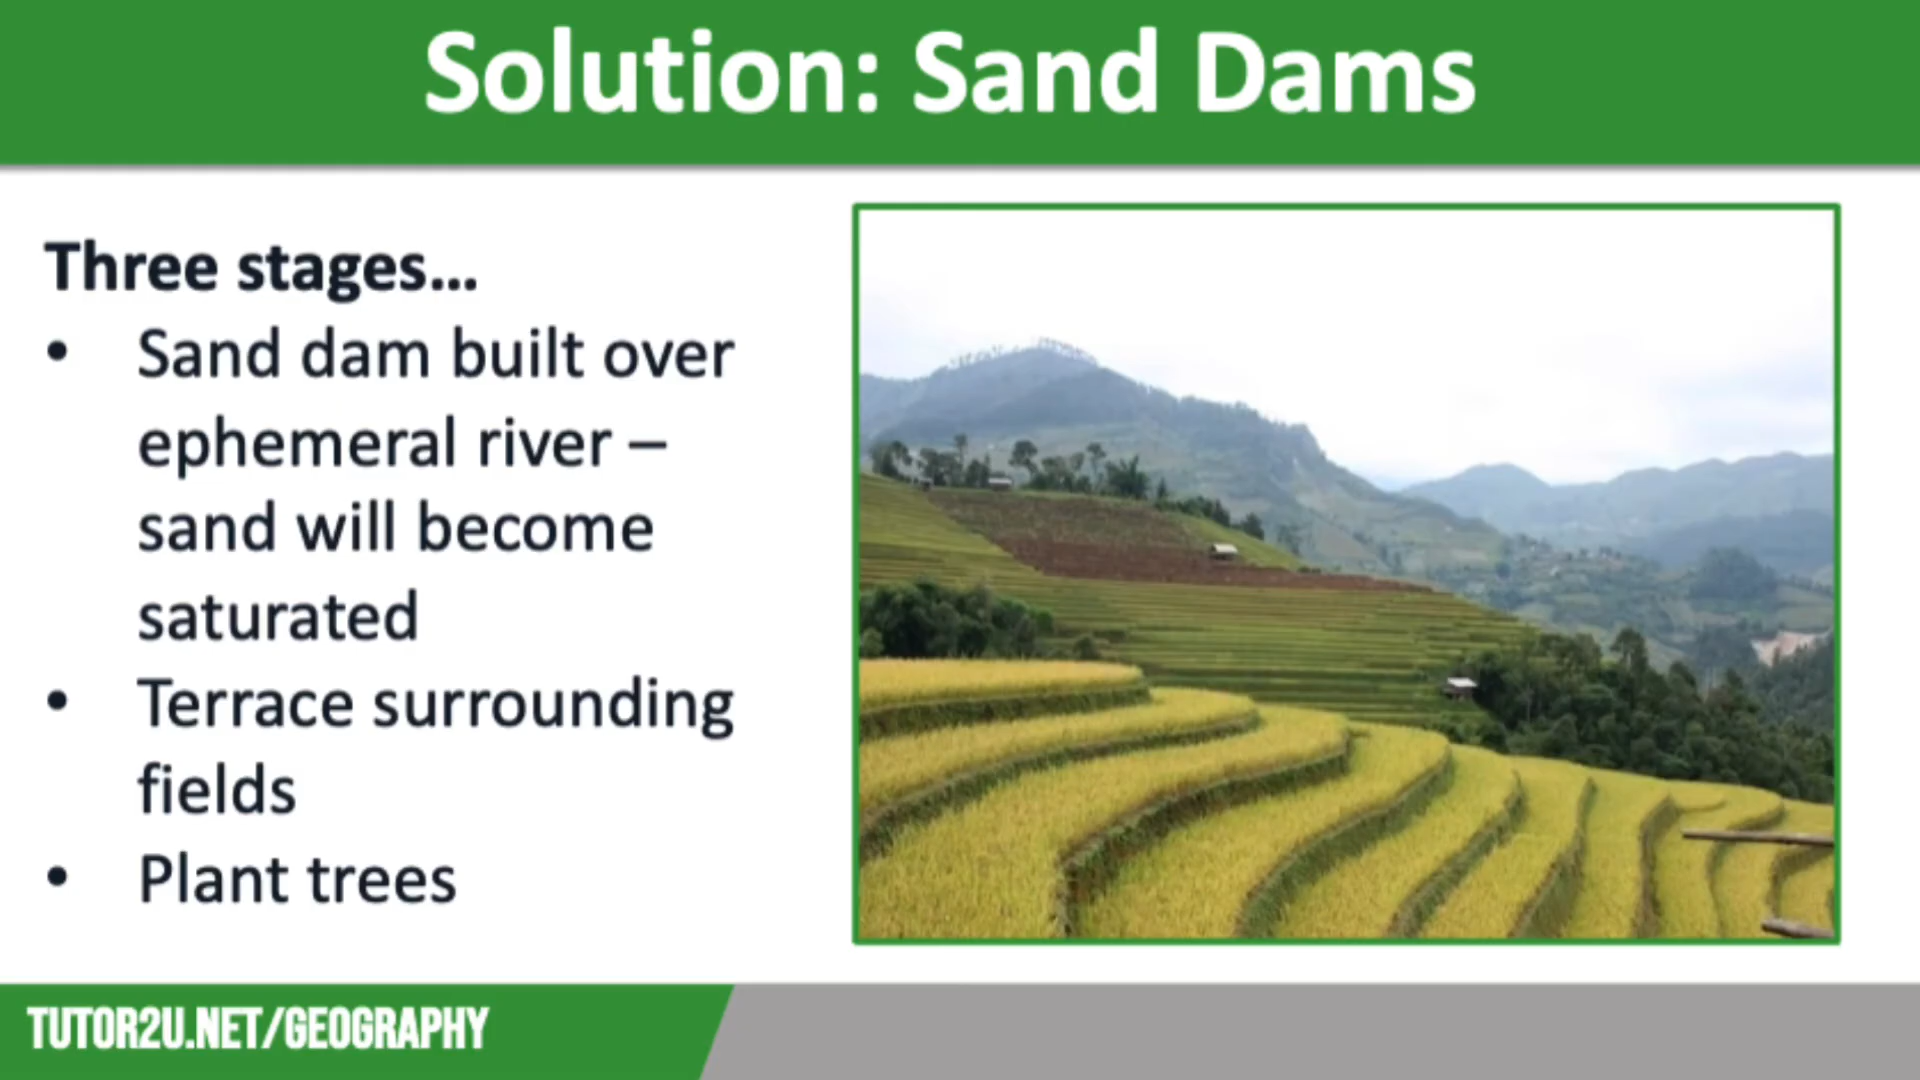 Solution: Sand Dams
Three stages...
• Sand dam built over
ephemeral river –
sand will become
saturated
• Terrace surrounding
fields
• Plant trees
TUTOR2U.NET/GEOGRAPHY